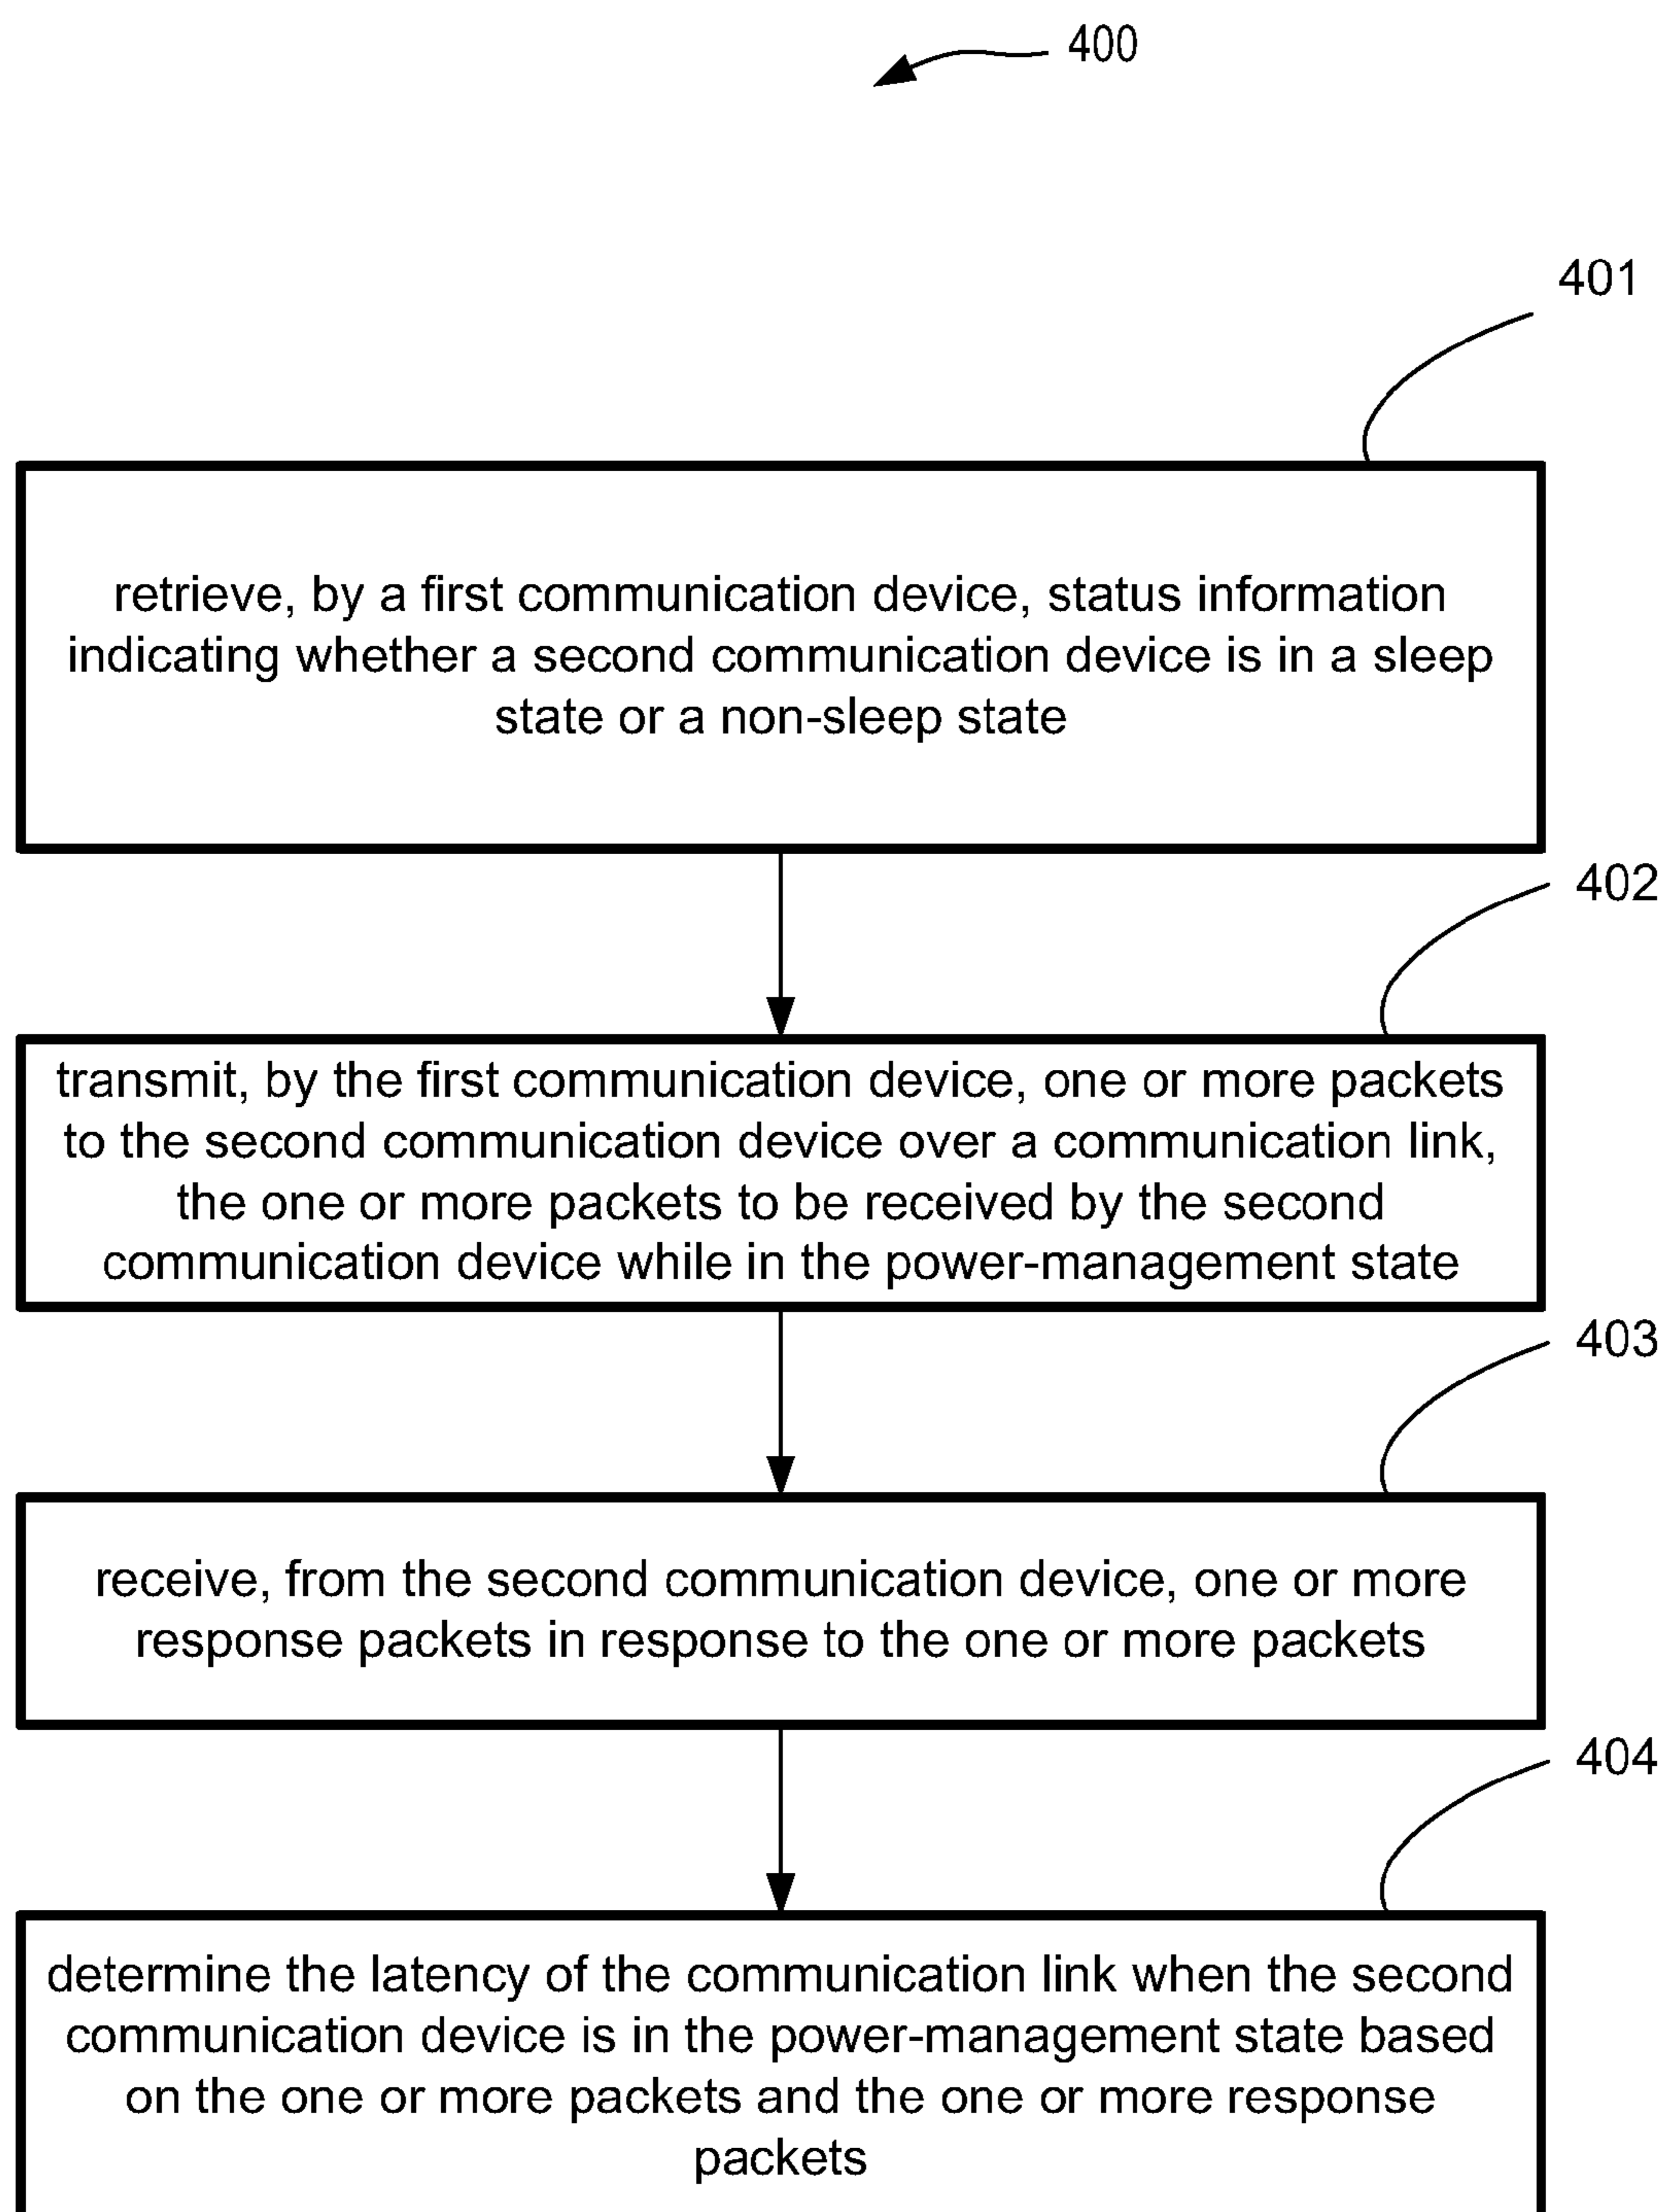 400
401
retrieve, by a first communication device, status information
indicating whether a second communication device is in a sleep
state or a non-sleep state
402
transmit, by the first communication device, one or more packets
to the second communication device over a communication link,
the one or more packets to be received by the second
communication device while in the power-management state
403
receive, from the second communication device, one or more
response packets in response to the one or more packets
404
determine the latency of the communication link when the second
communication device is in the power-management state based
on the one or more packets and the one or more response
packets